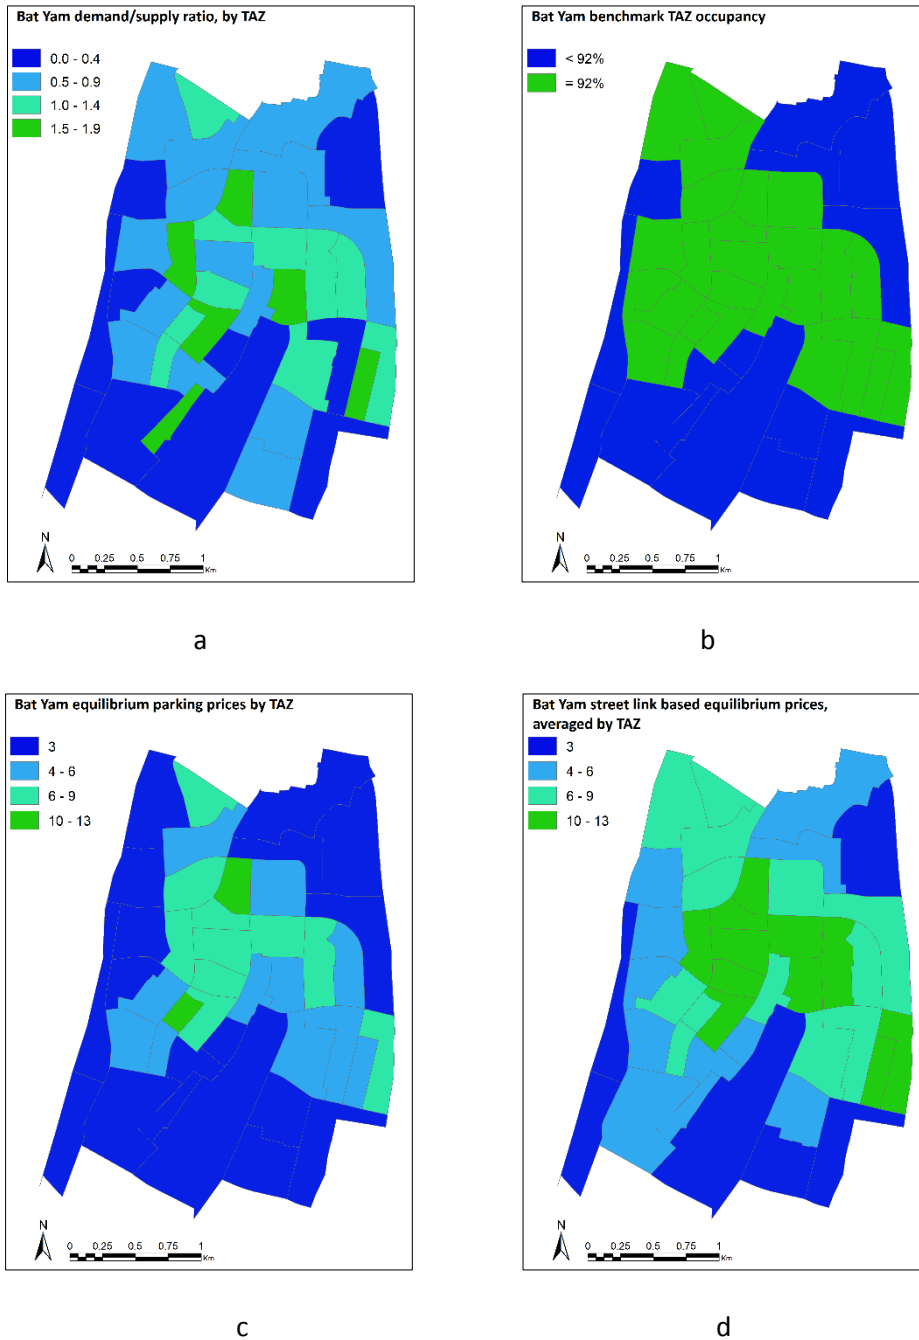 Bat Yam demand/supply ratio, by TAZ
0.0 - 0.4
0.5 - 0.9
1.0 - 1.4
1.5 - 1.9
N
0 0.25 0.5 0.75 1
Km
a
Bat Yam benchmark TAZ occupancy
< 92%
= 92%
N
0 0.25 0.5 0.75 1
Km
b
Bat Yam equilibrium parking prices by TAZ
3
4 - 6
6 - 9
10 - 13
N
0 0.25 0.5 0.75 1
Km
c
Bat Yam street link based equilibrium prices,
averaged by TAZ
3
4 - 6
6 - 9
10 - 13
N
0 0.25 0.5 0.75 1
Km
d